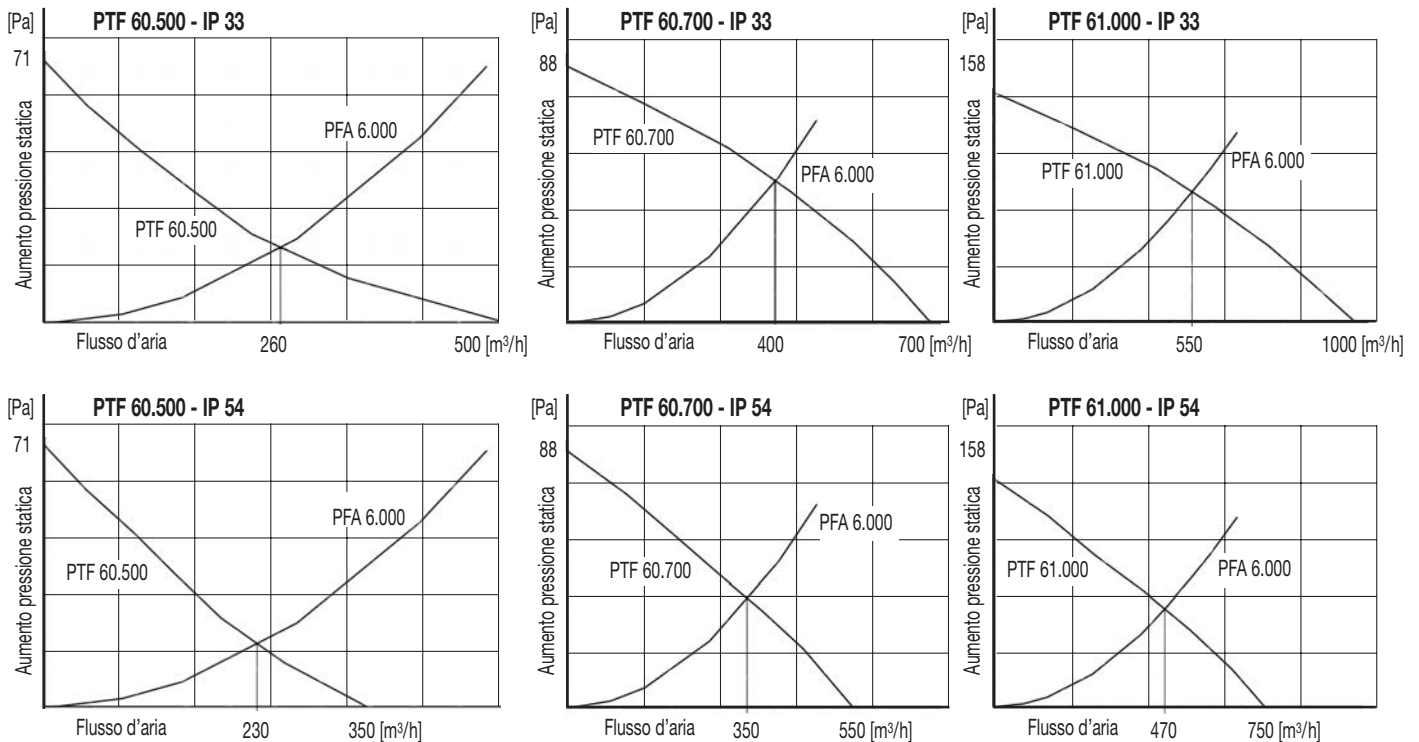 [Pa] PTF 60.500 - IP 33
71
Aumento pressione statica
PFA 6.000
PTF 60.500
Flusso d'aria 260 500 [m³/h]
[Pa] PTF 60.700 - IP 33
88
Aumento pressione statica
PTF 60.700
PFA 6.000
Flusso d'aria 400 700 [m³/h]
[Pa] PTF 61.000 - IP 33
158
Aumento pressione statica
PFA 6.000
PTF 61.000
Flusso d'aria 550 1000 [m³/h]
[Pa] PTF 60.500 - IP 54
71
Aumento pressione statica
PFA 6.000
PTF 60.500
Flusso d'aria 230 350 [m³/h]
[Pa] PTF 60.700 - IP 54
88
Aumento pressione statica
PFA 6.000
PTF 60.700
Flusso d'aria 350 550 [m³/h]
[Pa] PTF 61.000 - IP 54
158
Aumento pressione statica
PTF 61.000 PFA 6.000
Flusso d'aria 470 750 [m³/h]